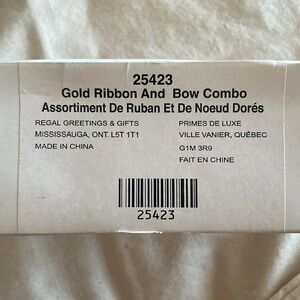 25423
Gold Ribbon And Bow Combo
Assortiment De Ruban Et De Noeud Dorés
REGAL GREETINGS & GIFTS
MISSISSAUGA, ONT. L5T 1T1
MADE IN CHINA
PRIMES DE LUXE
VILLE VANIER, QUÉBEC
G1M 3R9
FAIT EN CHINE
25423